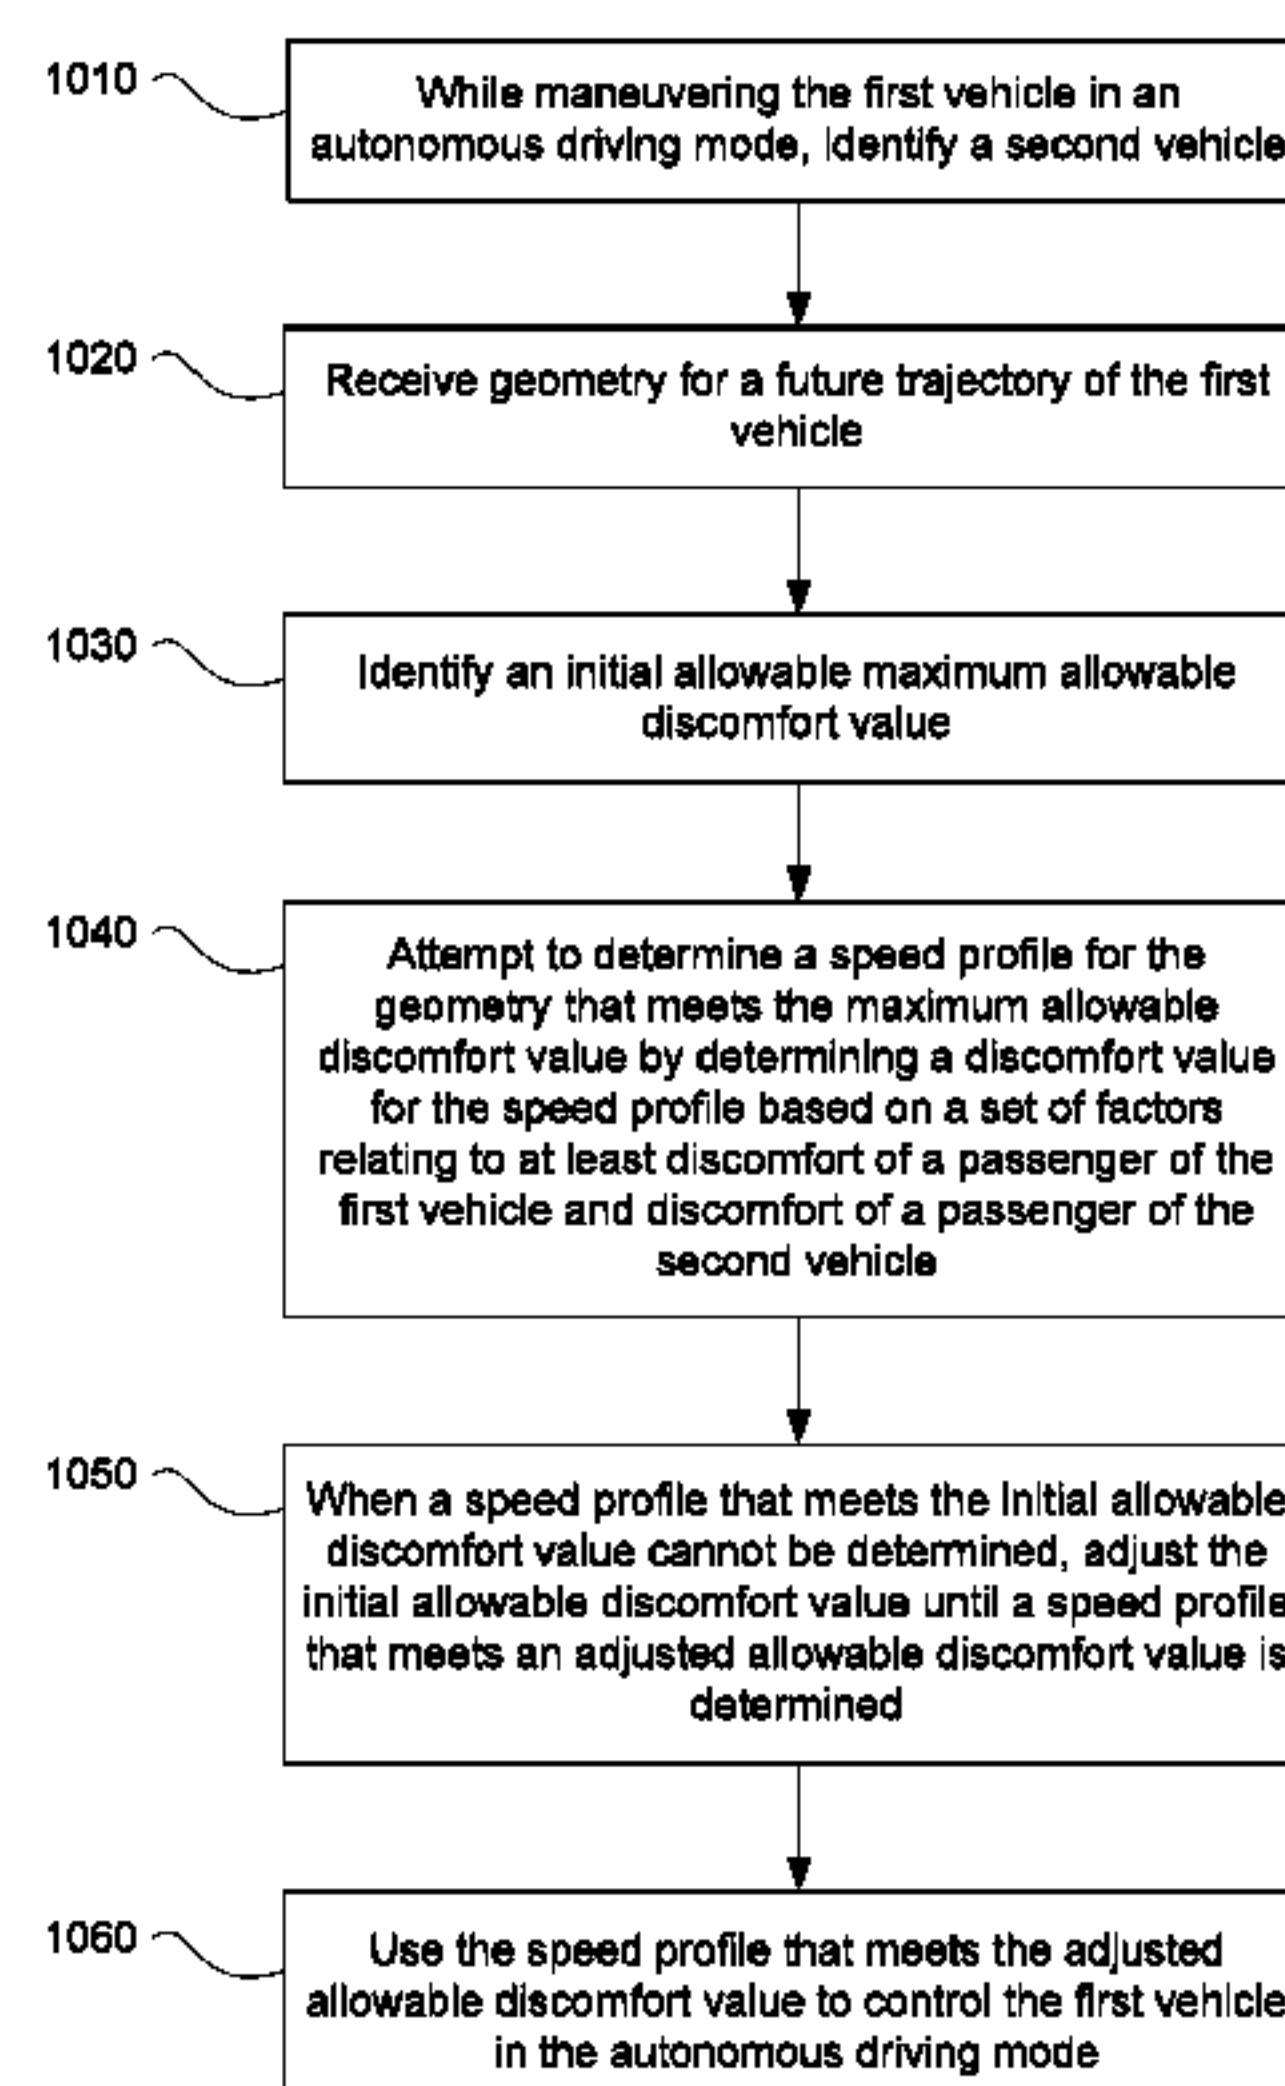 1010
While maneuvering the first vehicle in an
autonomous driving mode, identify a second vehicle
1020
Receive geometry for a future trajectory of the first
vehicle
1030
Identify an initial allowable maximum allowable
discomfort value
1040
Attempt to determine a speed profile for the
geometry that meets the maximum allowable
discomfort value by determining a discomfort value
for the speed profile based on a set of factors
relating to at least discomfort of a passenger of the
first vehicle and discomfort of a passenger of the
second vehicle
1050
When a speed profile that meets the initial allowable
discomfort value cannot be determined, adjust the
initial allowable discomfort value until a speed profile
that meets an adjusted allowable discomfort value is
determined
1060
Use the speed profile that meets the adjusted
allowable discomfort value to control the first vehicle
in the autonomous driving mode